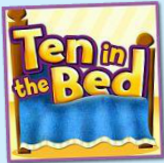 Ten in
the Bed